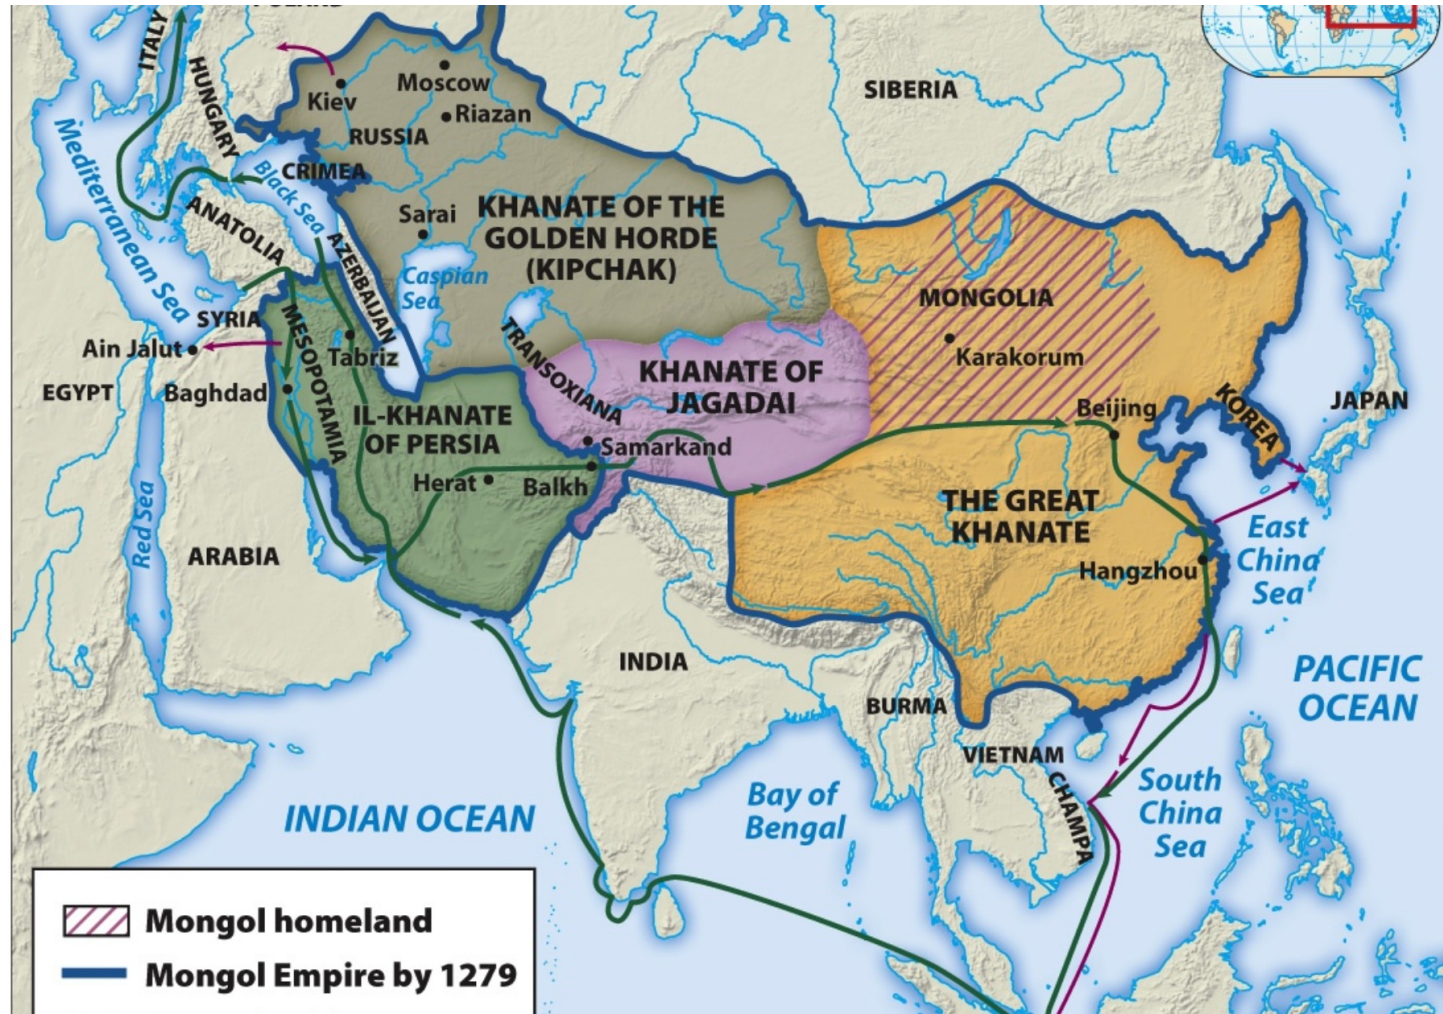 POLAND
ITALY
HUNGARY
Kiev
Moscow
Riazan
RUSSIA
CRIMEA
SIBERIA
Mediterranean Sea
Black Sea
ANATOLIA
AZERBAIJAN
Sarai
KHANATE OF THE
GOLDEN HORDE
(KIPCHAK)
Caspian
Sea
MONGOLIA
Karakorum
SYRIA
MESOPOTAMIA
Ain Jalut
Tabriz
TRANSOXIANA
KHANATE OF
JAGADAI
EGYPT
Baghdad
IL-KHANATE
OF PERSIA
Samarkand
Herat
Balkh
Beijing
KOREA
JAPAN
THE GREAT
KHANATE
Hangzhou
East
China
Sea
Red Sea
ARABIA
INDIA
BURMA
VIETNAM
CHAMPA
PACIFIC
OCEAN
South
China
Sea
INDIAN OCEAN
Bay of
Bengal
Mongol homeland
Mongol Empire by 1279